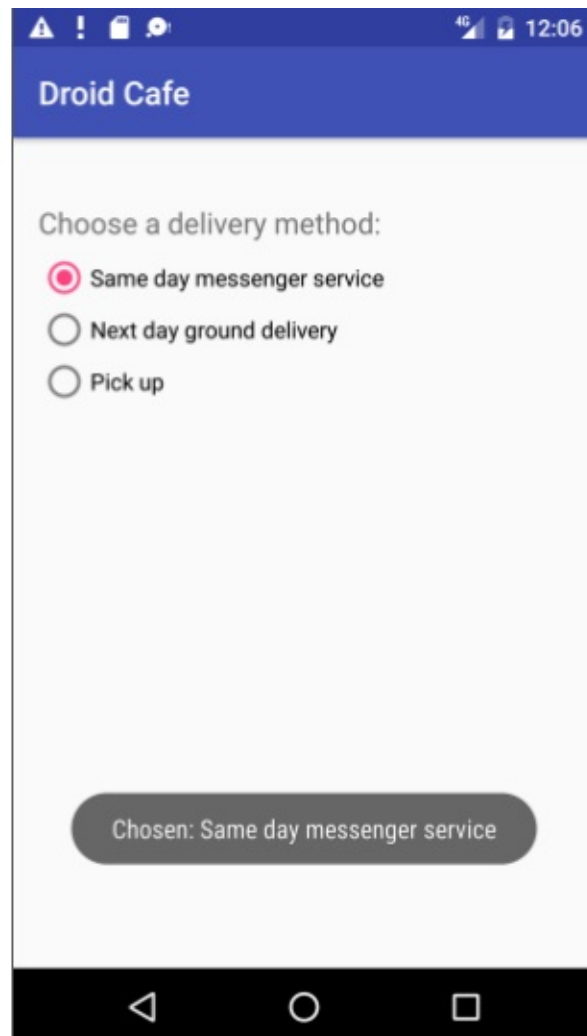 4G 12:06
Droid Cafe
Choose a delivery method:
Same day messenger service
Next day ground delivery
Pick up
Chosen: Same day messenger service